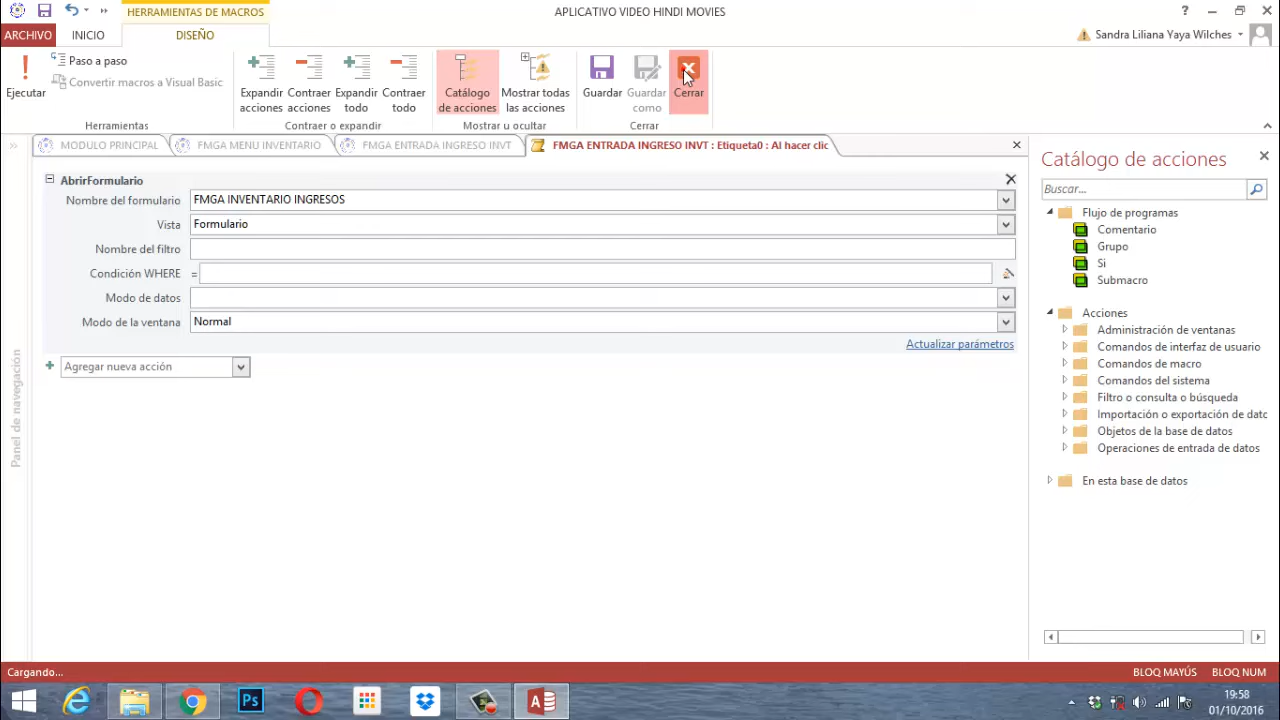 HERRAMIENTAS DE MACROS
APLICATIVO VIDEO HINDI MOVIES
?
ARCHIVO
INICIO
DISEÑO
Sandra Liliana Yaya Wilches
Ejecutar
Paso a paso
Convertir macros a Visual Basic
Herramientas
Expandir acciones
Contraer acciones
Expandir todo
Contraer todo
Contraer o expandir
Catálogo de acciones
Mostrar todas las acciones
Mostrar u ocultar
Guardar
Guardar como
Cerrar
Cerrar
MODULO PRINCIPAL
FMGA MENU INVENTARIO
FMGA ENTRADA INGRESO INVT
FMGA ENTRADA INGRESO INVT : Etiqueta0 : Al hacer clic
AbrirFormulario
Nombre del formulario FMGA INVENTARIO INGRESOS
Vista Formulario
Nombre del filtro
Condición WHERE =
Modo de datos
Modo de la ventana Normal
Actualizar parámetros
Agregar nueva acción
Panel de navegación
Catálogo de acciones
Buscar...
Flujo de programas
Comentario
Grupo
Si
Submacro
Acciones
Administración de ventanas
Comandos de interfaz de usuario
Comandos de macro
Comandos del sistema
Filtro o consulta o búsqueda
Importación o exportación de datc
Objetos de la base de datos
Operaciones de entrada de datos
En esta base de datos
Cargando...
BLOQ MAYÚS
BLOQ NUM
Ps
19:58
01/10/2016